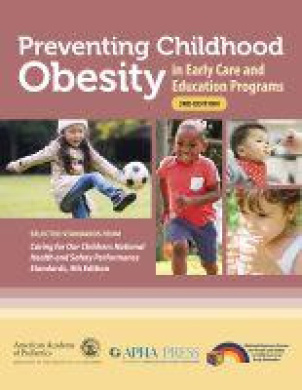 Preventing Childhood
Obesity
in Early Care and
Education Programs
3RD EDITION
SELECTED STANDARDS FROM
Caring for Our Children: National
Health and Safety Performance
Standards, 4th Edition
American Academy
of Pediatrics
APHA PRESS